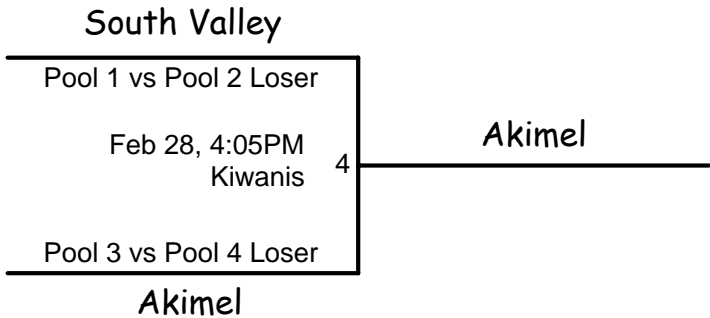 South Valley
Pool 1 vs Pool 2 Loser
Akimel
Feb 28, 4:05PM
Kiwanis
4
Pool 3 vs Pool 4 Loser
Akimel